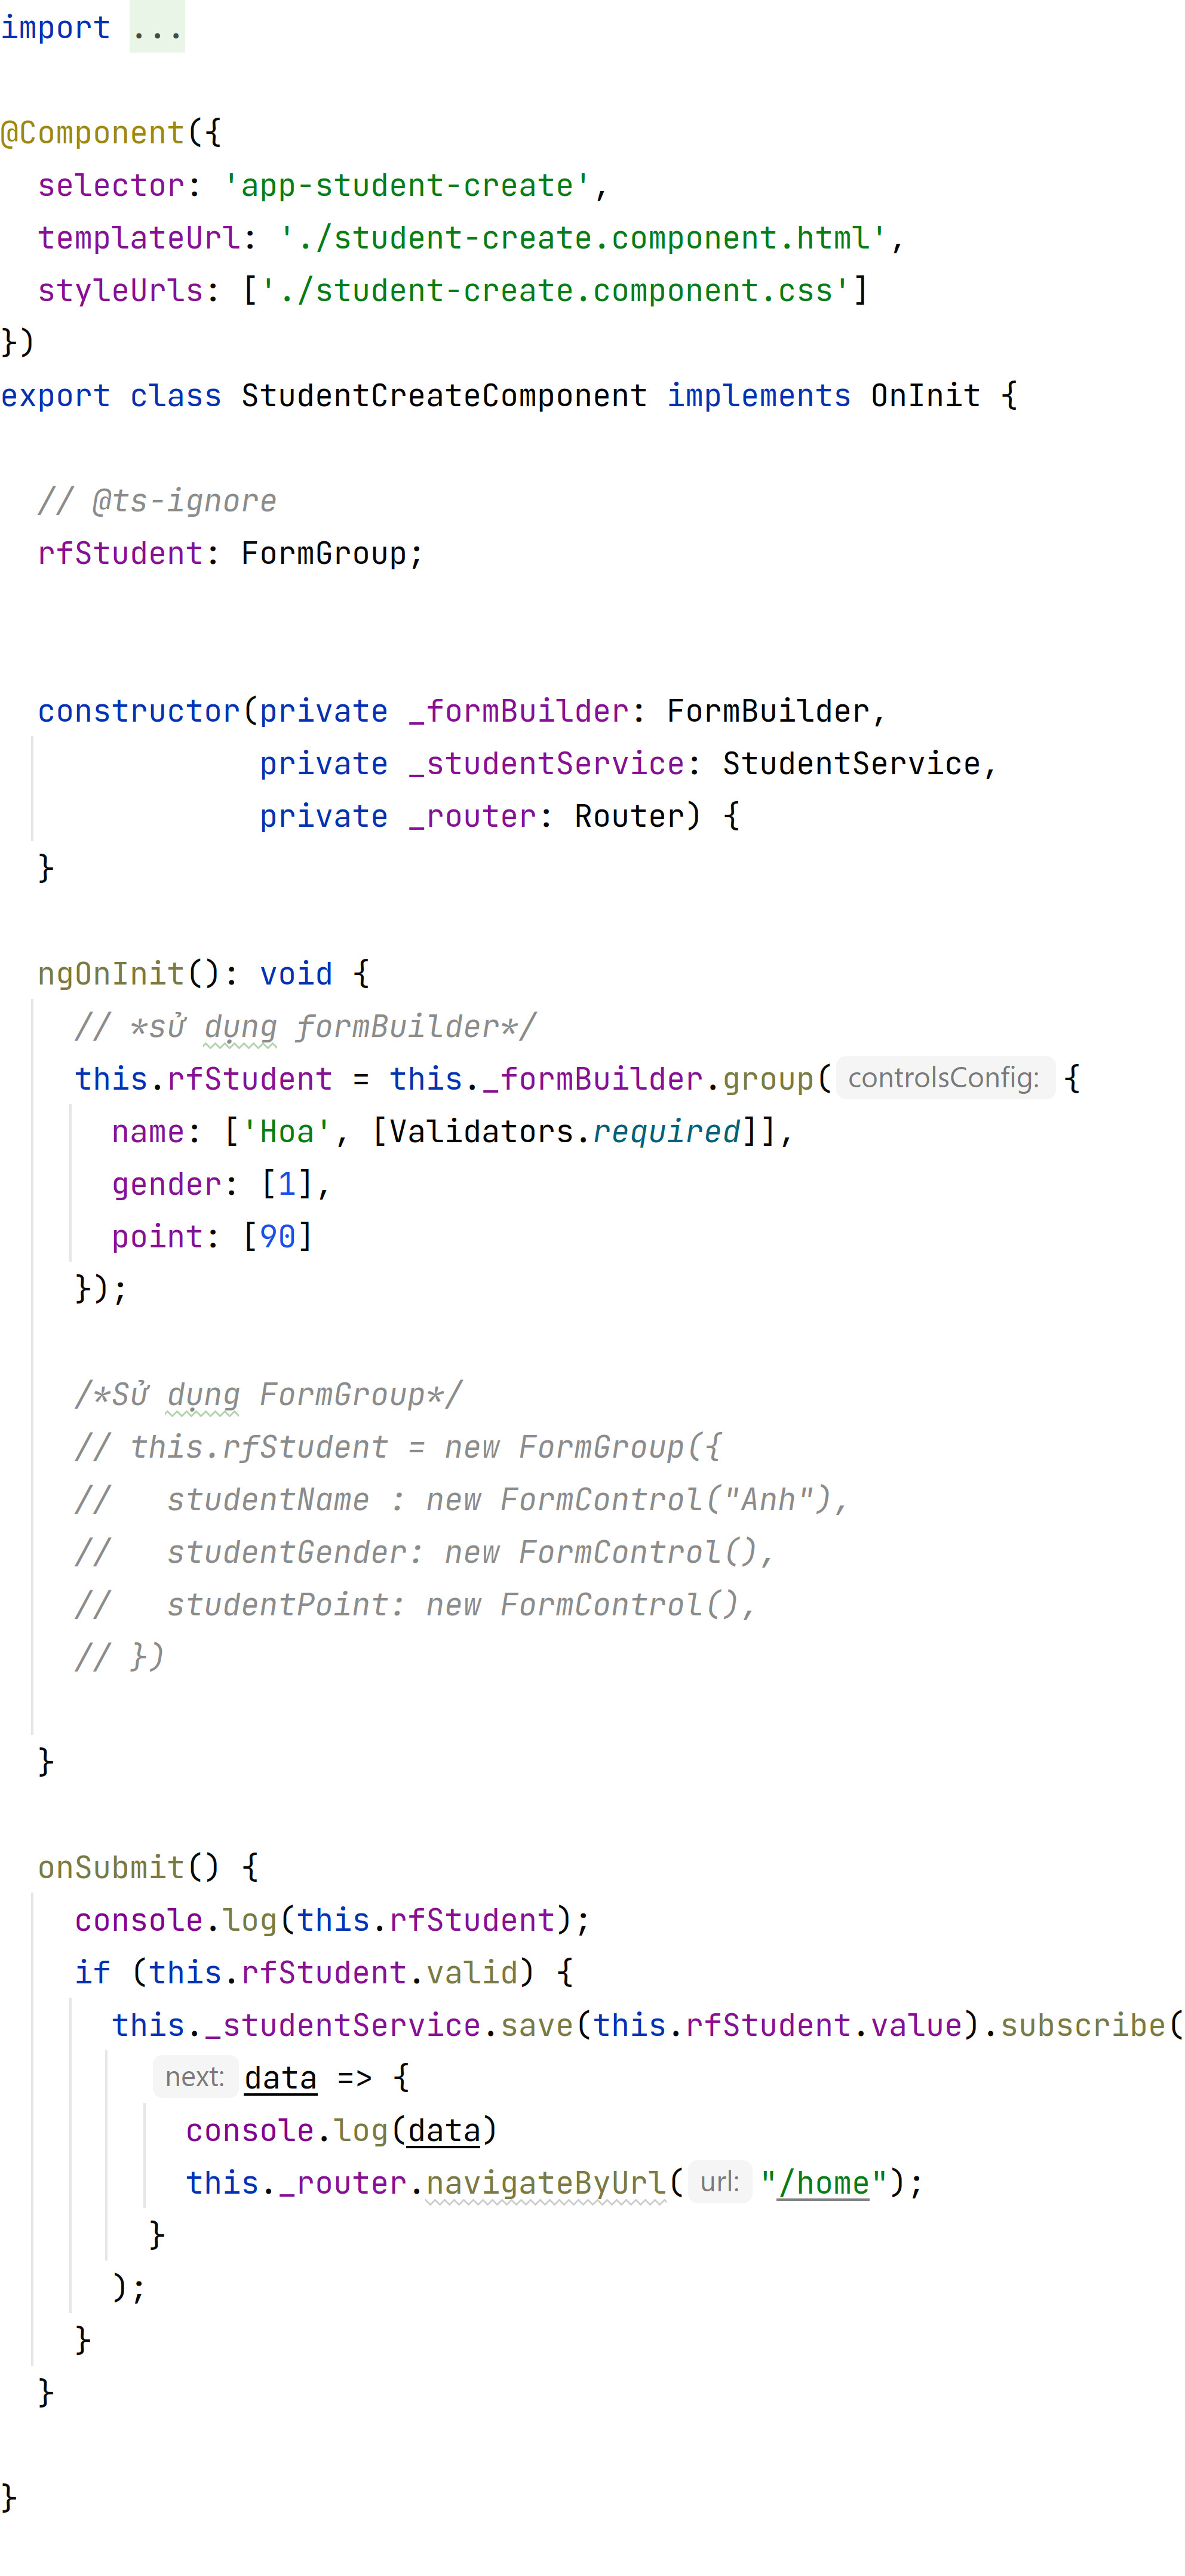 import ...
@Component({
  selector: 'app-student-create',
  templateUrl: './student-create.component.html',
  styleUrls: ['./student-create.component.css']
})
export class StudentCreateComponent implements OnInit {
  // @ts-ignore
  rfStudent: FormGroup;
  constructor(private _formBuilder: FormBuilder,
              private _studentService: StudentService,
              private _router: Router) {
  }
  ngOnInit(): void {
    // *sử dụng formBuilder*/
    this.rfStudent = this._formBuilder.group( controlsConfig: {
      name: ['Hoa', [Validators.required]],
      gender: [1],
      point: [90]
    });
    /*Sử dụng FormGroup*/
    // this.rfStudent = new FormGroup({
    //   studentName : new FormControl("Anh"),
    //   studentGender: new FormControl(),
    //   studentPoint: new FormControl(),
    // })
  }
  onSubmit() {
    console.log(this.rfStudent);
    if (this.rfStudent.valid) {
      this._studentService.save(this.rfStudent.value).subscribe(
        next: data => {
          console.log(data)
          this._router.navigateByUrl( url: "/home");
        }
      );
    }
  }
}